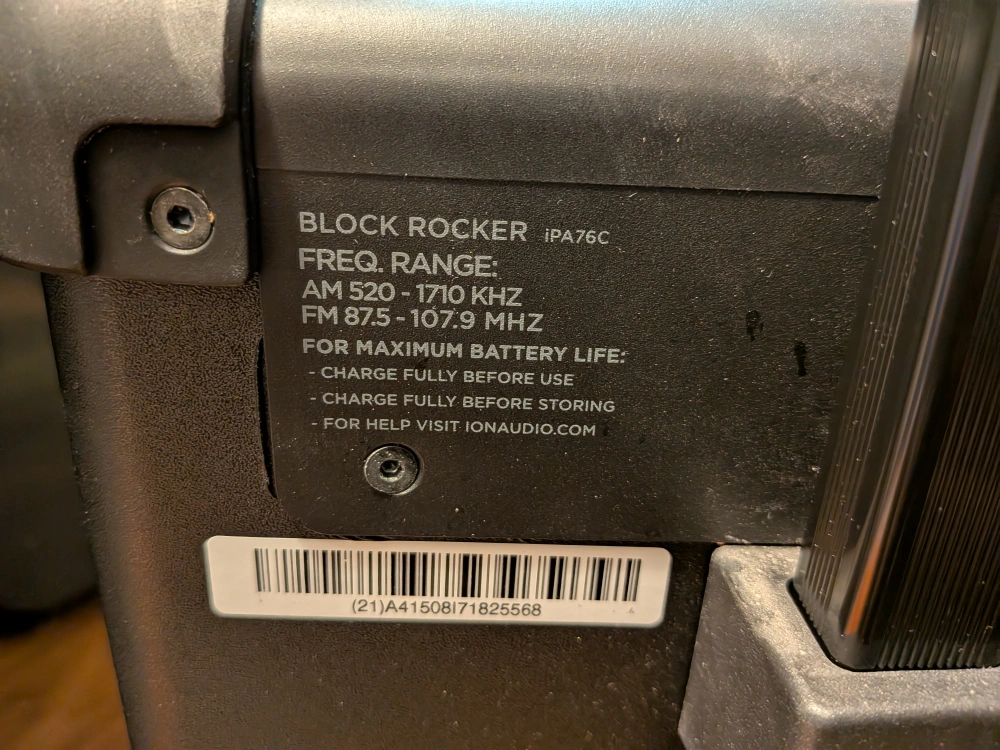 BLOCK ROCKER iPA76C
FREQ. RANGE:
AM 520 - 1710 KHZ
FM 87.5 - 107.9 MHZ
FOR MAXIMUM BATTERY LIFE:
- CHARGE FULLY BEFORE USE
- CHARGE FULLY BEFORE STORING
- FOR HELP VISIT IONAUDIO.COM
(21)A41508I71825568